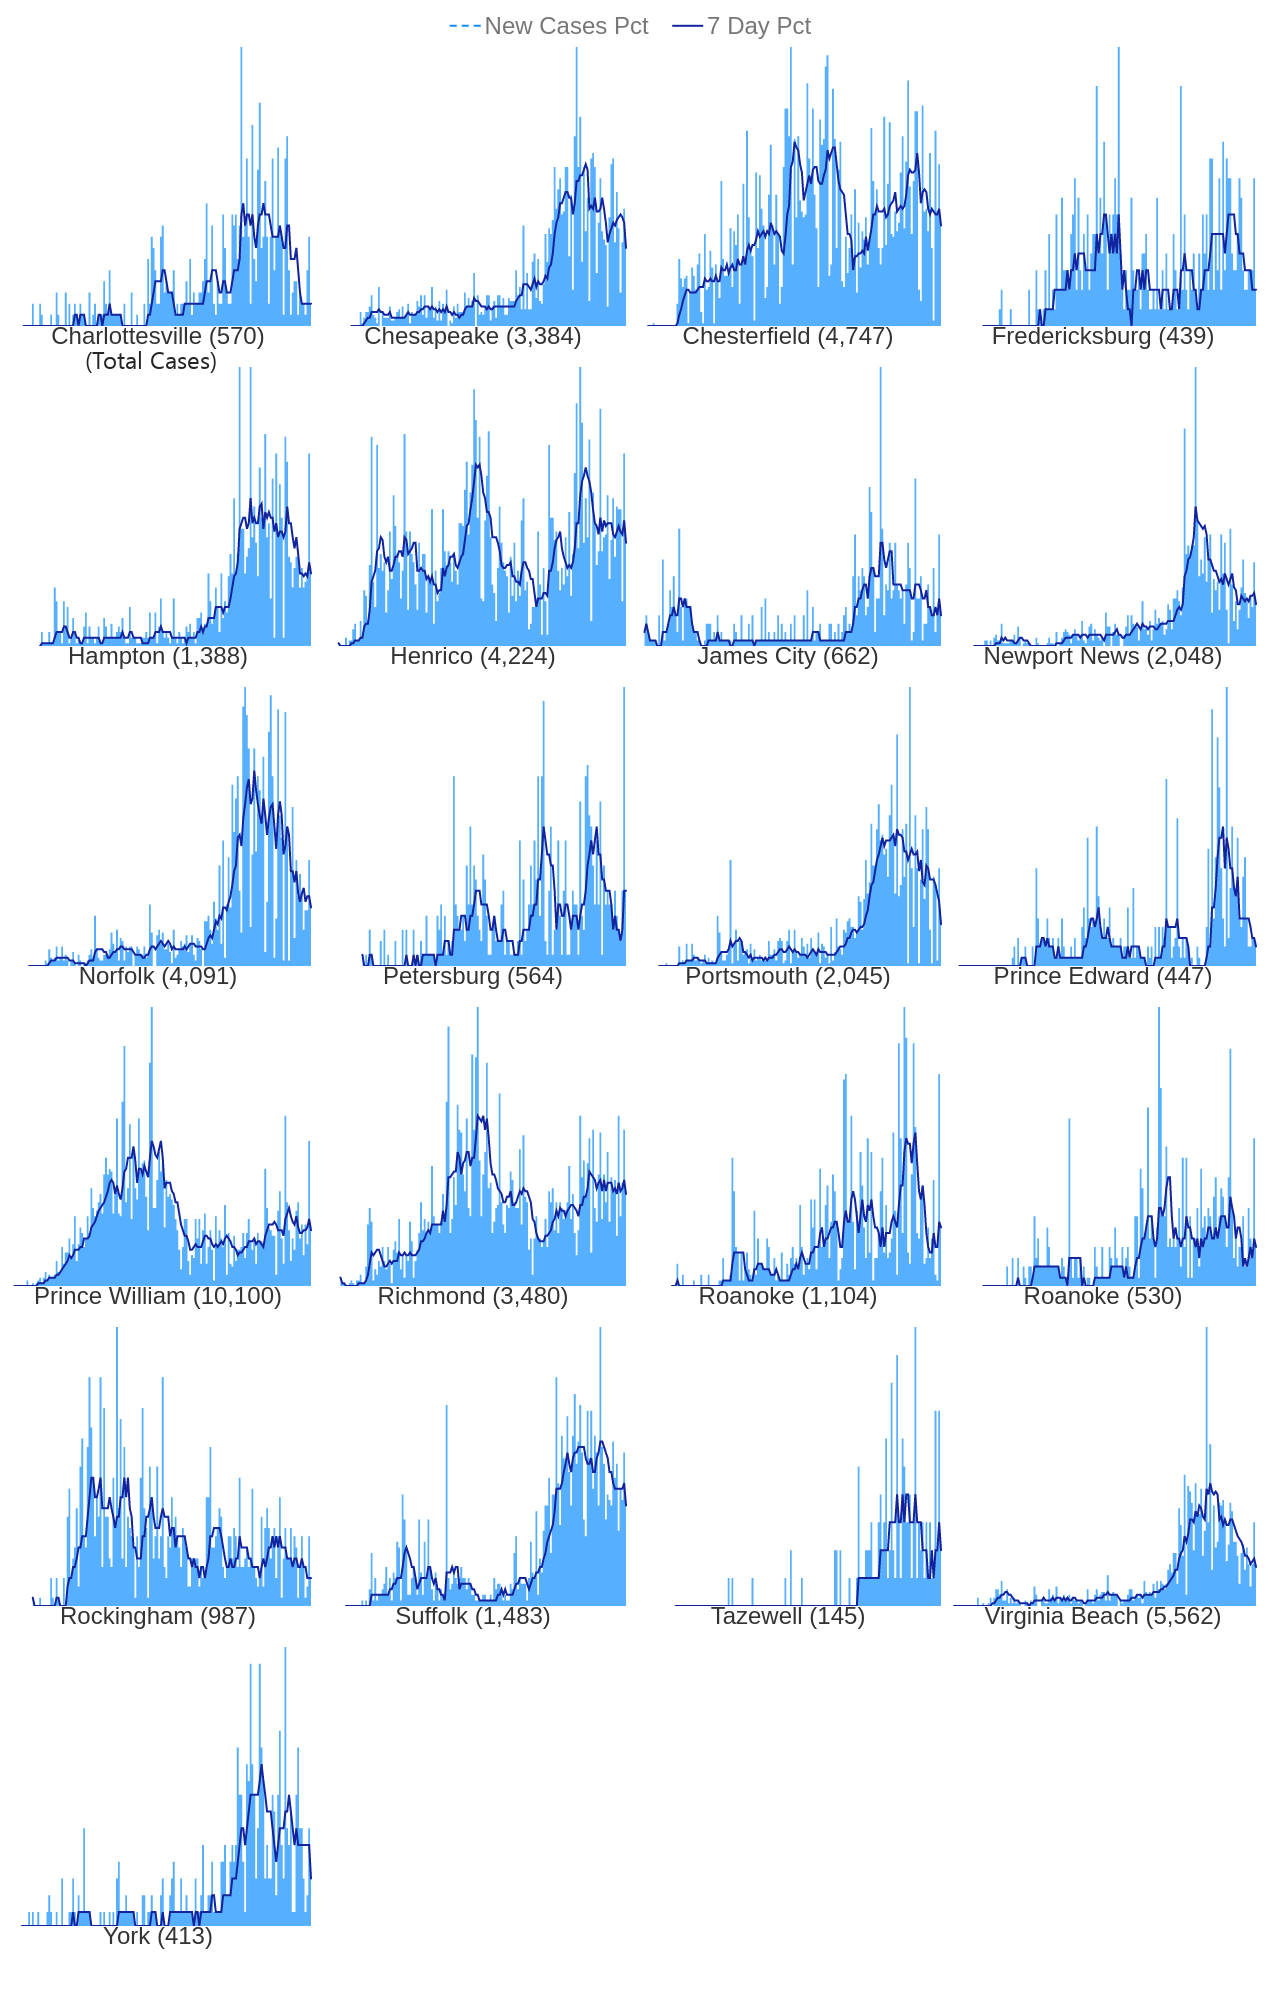 New Cases Pct 7 Day Pct
Charlottesville (570) Chesapeake (3,384) Chesterfield (4,747) Fredericksburg (439)
(Total Cases)
Hampton (1,388) Henrico (4,224) James City (662) Newport News (2,048)
Norfolk (4,091) Petersburg (564) Portsmouth (2,045) Prince Edward (447)
Prince William (10,100) Richmond (3,480) Roanoke (1,104) Roanoke (530)
Rockingham (987) Suffolk (1,483) Tazewell (145) Virginia Beach (5,562)
York (413)